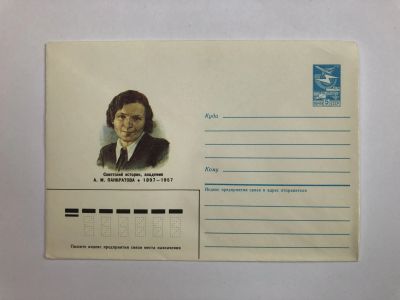 Куда
Кому
Индекс предприятия связи и адрес отправителя
Советский историк, академик
А. М. ПАНКРАТОВА • 1897—1957
Пишите индекс предприятия связи места назначения